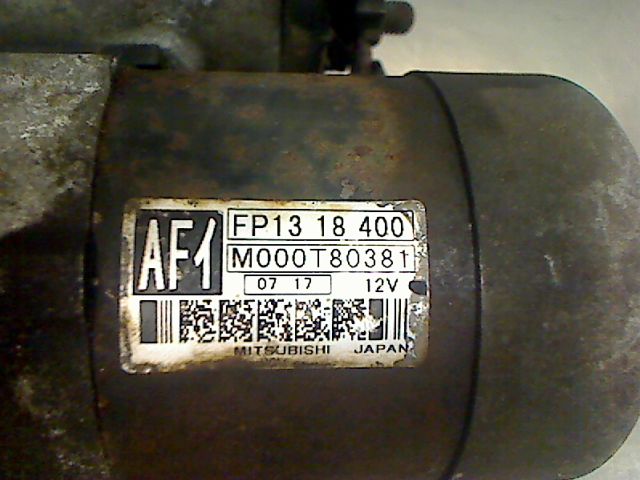 AF1
FP13 18 400
M000T80381
07 17 12V
MITSUBISHI JAPAN